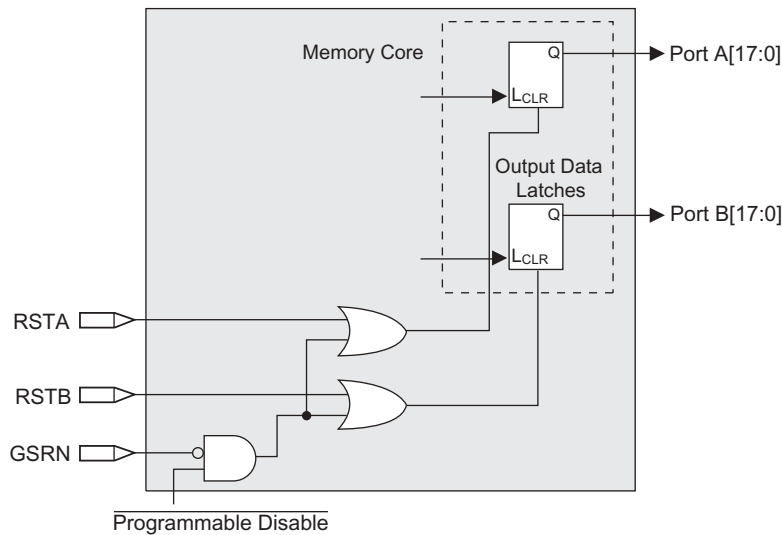 Memory Core
Q
Port A[17:0]
LCLR
Output Data
Latches
Q
Port B[17:0]
LCLR
RSTA
RSTB
GSRN
Programmable Disable